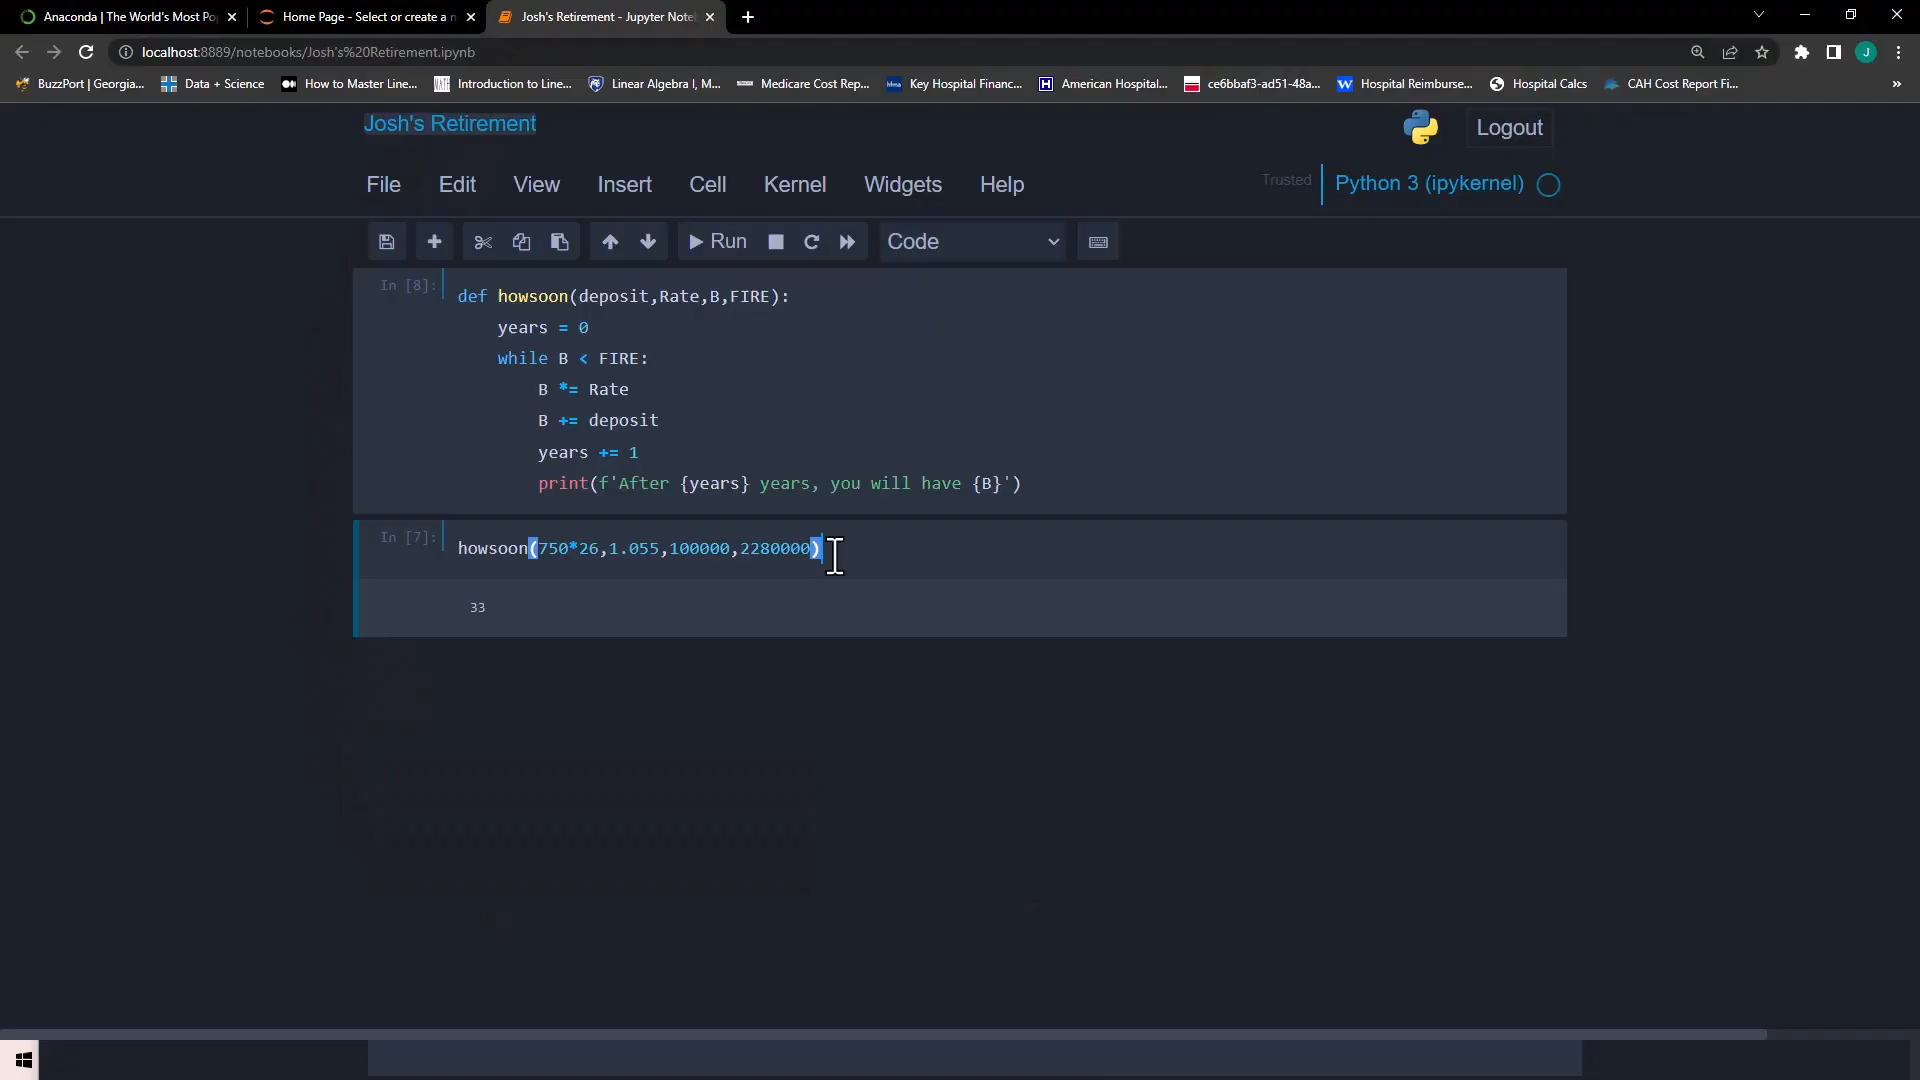 Anaconda | The World's Most Po
Home Page - Select or create a n
Josh's Retirement - Jupyter Note
localhost:8889/notebooks/Josh's%20Retirement.ipynb
J
BuzzPort | Georgia...
Data + Science
How to Master Line...
Introduction to Line...
Linear Algebra I, M...
Medicare Cost Rep...
Key Hospital Financ...
American Hospital...
ce6bbaf3-ad51-48a...
Hospital Reimburse...
Hospital Calcs
CAH Cost Report Fi...
»
Josh's Retirement
Logout
File Edit View Insert Cell Kernel Widgets Help
Trusted
Python 3 (ipykernel)
Run
Code
In [8]:
def howsoon(deposit,Rate,B,FIRE):
years = 0
while B < FIRE:
B *= Rate
B += deposit
years += 1
print(f'After {years} years, you will have {B}')
In [7]:
howsoon(750*26,1.055,100000,2280000)
33